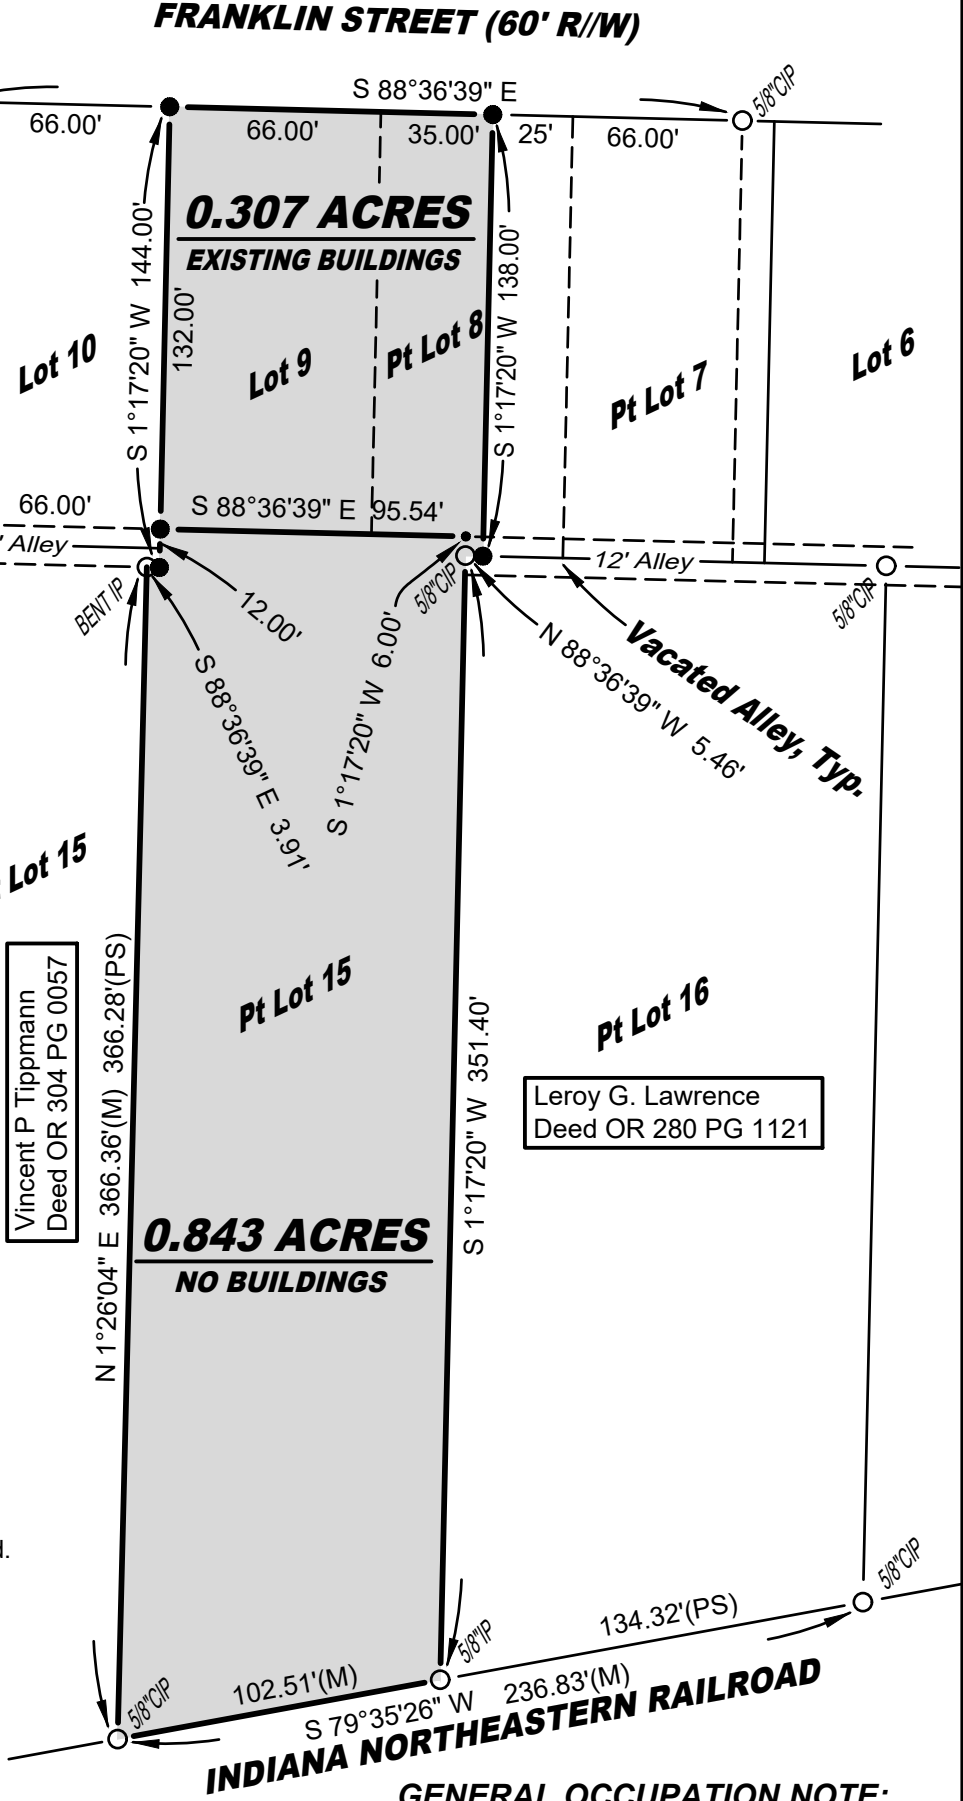 FRANKLIN STREET (60' R//W)
S 88°36'39" E
5/8"CIP
66.00'
66.00'
35.00'
25'
66.00'
0.307 ACRES
EXISTING BUILDINGS
S 1°17'20" W 144.00'
132.00'
S 1°17'20" W 138.00'
Lot 10
Lot 9
Pt Lot 8
Pt Lot 7
Lot 6
66.00'
S 88°36'39" E 95.54'
' Alley
12' Alley
BENT IP
5/8"CIP
5/8"CIP
12.00'
S 88°36'39" E 3.91'
S 1°17'20" W 6.00'
N 88°36'39" W 5.46'
Vacated Alley, Typ.
Lot 15
Pt Lot 15
Pt Lot 16
Vincent P Tippmann
Deed OR 304 PG 0057
N 1°26'04" E 366.36'(M) 366.28'(PS)
S 1°17'20" W 351.40'
Leroy G. Lawrence
Deed OR 280 PG 1121
0.843 ACRES
NO BUILDINGS
d.
5/8"CIP
5/8"IP
5/8"CIP
102.51'(M)
134.32'(PS)
S 79°35'26" W 236.83'(M)
INDIANA NORTHEASTERN RAILROAD
GENERAL OCCUPATION NOTE: